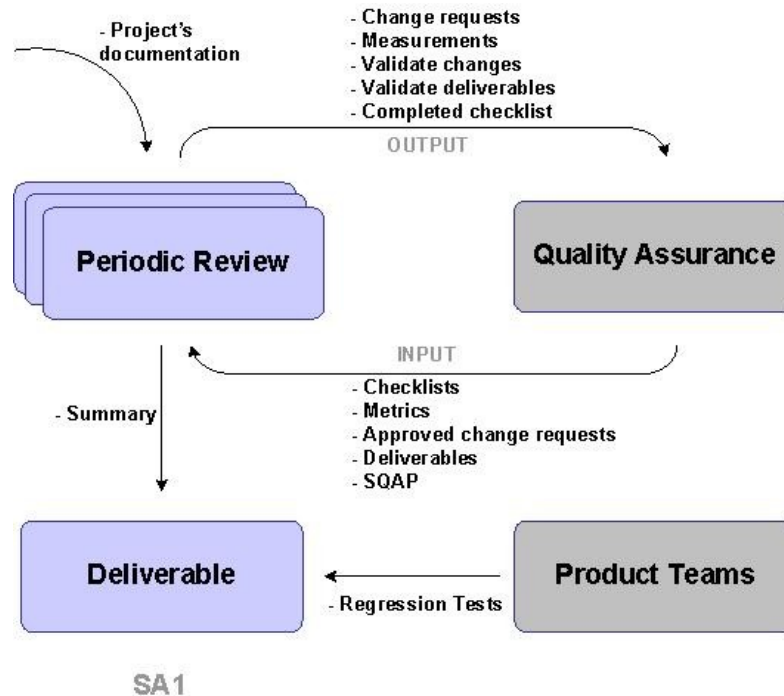 - Project's
documentation
- Change requests
- Measurements
- Validate changes
- Validate deliverables
- Completed checklist
OUTPUT
Periodic Review
Quality Assurance
INPUT
- Checklists
- Metrics
- Approved change requests
- Deliverables
- SQAP
- Summary
Deliverable
Product Teams
- Regression Tests
SA1